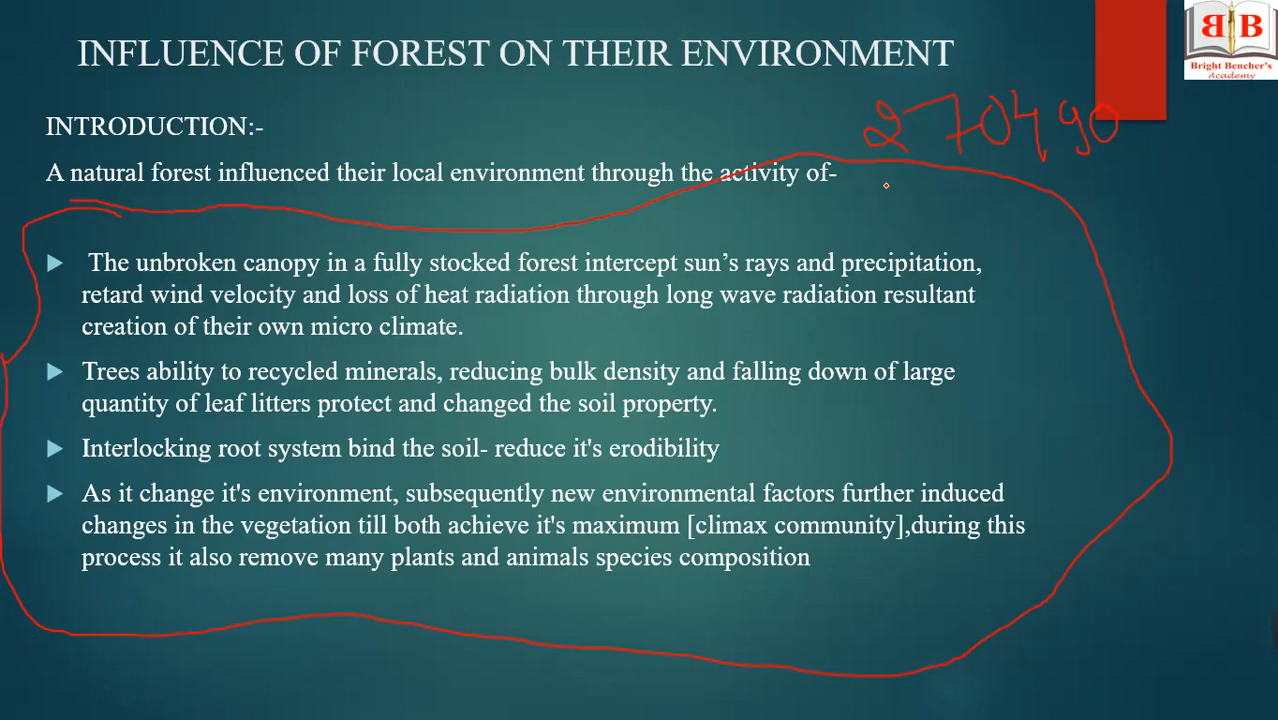 INFLUENCE OF FOREST ON THEIR ENVIRONMENT
B B
Bright Bencher's
Academy
270490
INTRODUCTION:-
A natural forest influenced their local environment through the activity of-
The unbroken canopy in a fully stocked forest intercept sun's rays and precipitation,
retard wind velocity and loss of heat radiation through long wave radiation resultant
creation of their own micro climate.
Trees ability to recycled minerals, reducing bulk density and falling down of large
quantity of leaf litters protect and changed the soil property.
Interlocking root system bind the soil- reduce it's erodibility
As it change it's environment, subsequently new environmental factors further induced
changes in the vegetation till both achieve it's maximum [climax community],during this
process it also remove many plants and animals species composition